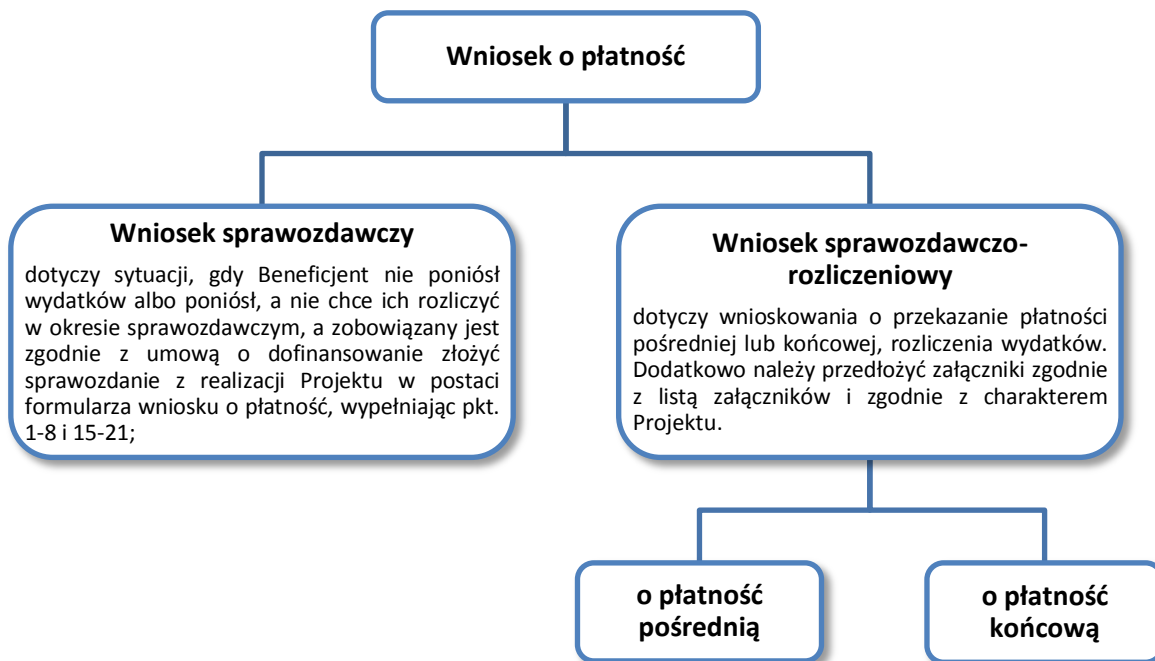 Wniosek o płatność
Wniosek sprawozdawczy
dotyczy sytuacji, gdy Beneficjent nie poniósł
wydatków albo poniósł, a nie chce ich rozliczyć
w okresie sprawozdawczym, a zobowiązany jest
zgodnie z umową o dofinansowanie złożyć
sprawozdanie z realizacji Projektu w postaci
formularza wniosku o płatność, wypełniając pkt.
1-8 i 15-21;
Wniosek sprawozdawczo-
rozliczeniowy
dotyczy wnioskowania o przekazanie płatności
pośredniej lub końcowej, rozliczenia wydatków.
Dodatkowo należy przedłożyć załączniki zgodnie
z listą załączników i zgodnie z charakterem
Projektu.
o płatność
pośrednią
o płatność
końcową